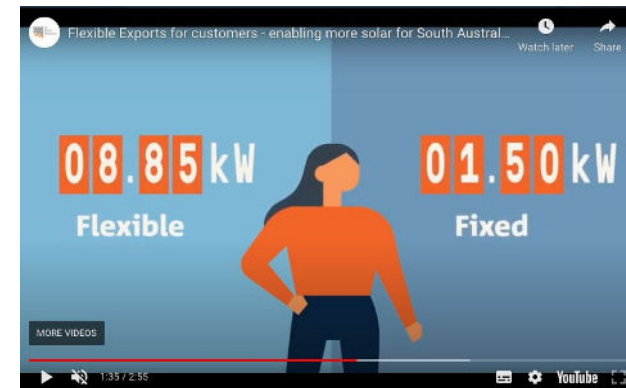 Flexible Exports for customers - enabling more solar for South Austral...
Watch later
Share
08.85kW
01.50kW
Flexible
Fixed
MORE VIDEOS
1:35 / 2:55
YouTube